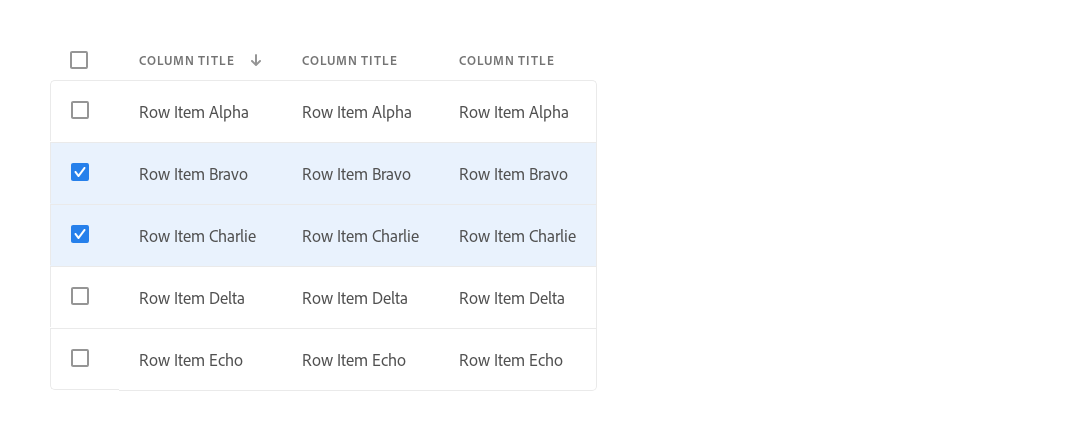 COLUMN TITLE COLUMN TITLE COLUMN TITLE
Row Item Alpha Row Item Alpha Row Item Alpha
Row Item Bravo Row Item Bravo Row Item Bravo
Row Item Charlie Row Item Charlie Row Item Charlie
Row Item Delta Row Item Delta Row Item Delta
Row Item Echo Row Item Echo Row Item Echo